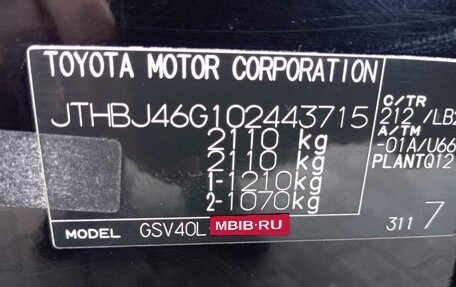 TOYOTA MOTOR CORPORATION
JTHBJ46G102443715
2110 kg
2110 kg
1-1210kg
2-1070kg
MODEL GSV40L
MBIB·RU
C/TR
212 /LB2
A/TM
-01A/U66
PLANTQ12
311 7